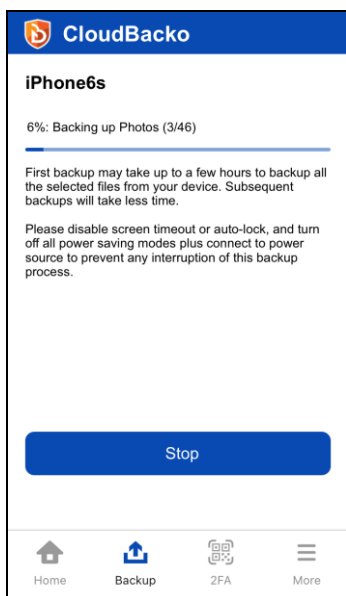 CloudBacko
iPhone6s
6%: Backing up Photos (3/46)
First backup may take up to a few hours to backup all
the selected files from your device. Subsequent
backups will take less time.
Please disable screen timeout or auto-lock, and turn
off all power saving modes plus connect to power
source to prevent any interruption of this backup
process.
Stop
Home Backup 2FA More